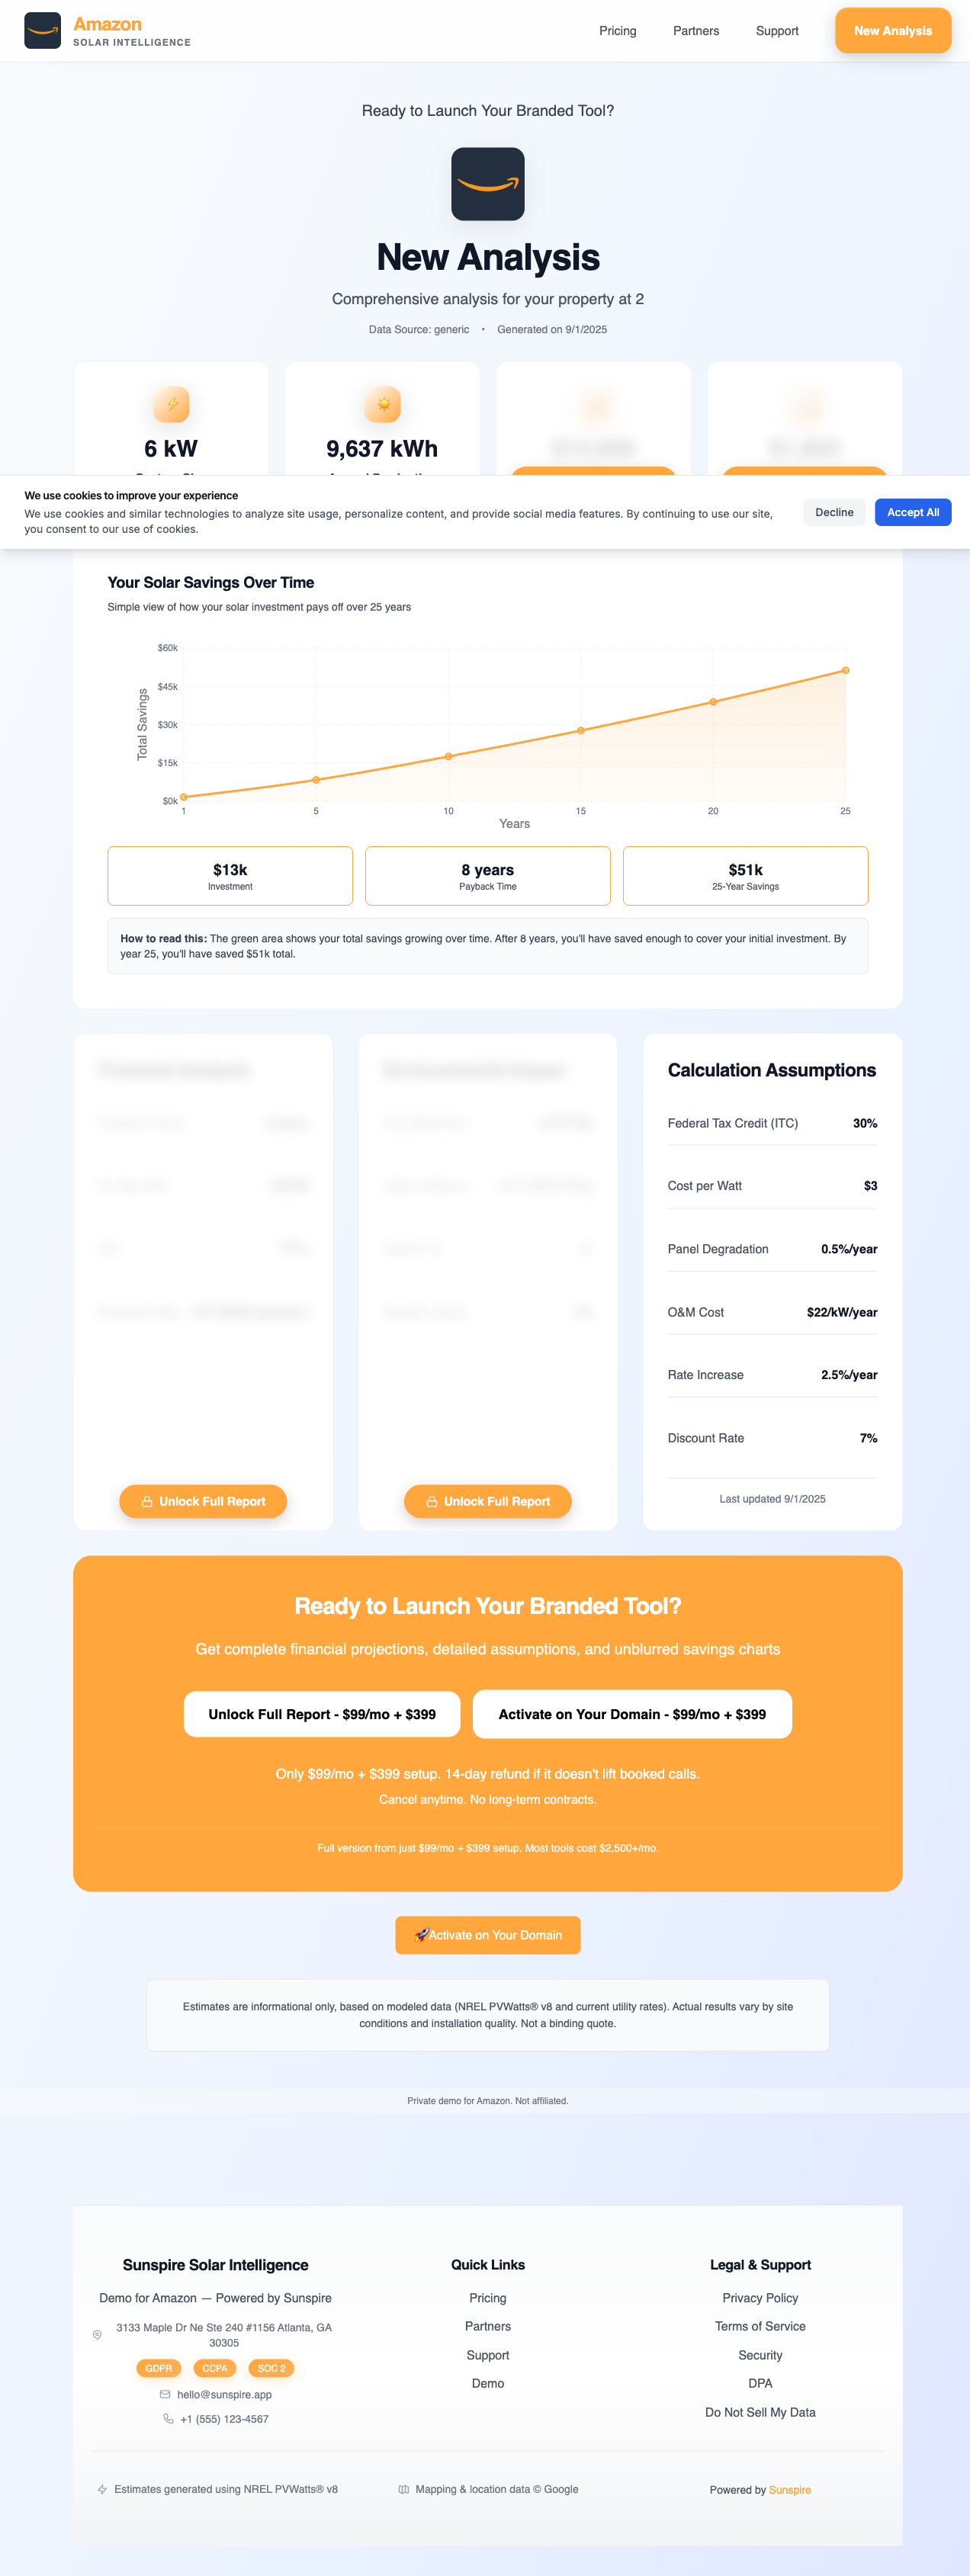 Amazon
SOLAR INTELLIGENCE
Pricing
Partners
Support
New Analysis
Ready to Launch Your Branded Tool?
New Analysis
Comprehensive analysis for your property at 2
Data Source: generic • Generated on 9/1/2025
6 kW
9,637 kWh
We use cookies to improve your experience
We use cookies and similar technologies to analyze site usage, personalize content, and provide social media features. By continuing to use our site,
you consent to our use of cookies.
Decline
Accept All
Your Solar Savings Over Time
Simple view of how your solar investment pays off over 25 years
$60k
$45k
$30k
$15k
$0k
Total Savings
1 5 10 15 20 25
Years
$13k
Investment
8 years
Payback Time
$51k
25-Year Savings
How to read this: The green area shows your total savings growing over time. After 8 years, you'll have saved enough to cover your initial investment. By
year 25, you'll have saved $51k total.
Unlock Full Report
Unlock Full Report
Calculation Assumptions
Federal Tax Credit (ITC) 30%
Cost per Watt $3
Panel Degradation 0.5%/year
O&M Cost $22/kW/year
Rate Increase 2.5%/year
Discount Rate 7%
Last updated 9/1/2025
Ready to Launch Your Branded Tool?
Get complete financial projections, detailed assumptions, and unblurred savings charts
Unlock Full Report - $99/mo + $399
Activate on Your Domain - $99/mo + $399
Only $99/mo + $399 setup. 14-day refund if it doesn't lift booked calls.
Cancel anytime. No long-term contracts.
Full version from just $99/mo + $399 setup. Most tools cost $2,500+/mo.
🚀Activate on Your Domain
Estimates are informational only, based on modeled data (NREL PVWatts® v8 and current utility rates). Actual results vary by site
conditions and installation quality. Not a binding quote.
Private demo for Amazon. Not affiliated.
Sunspire Solar Intelligence
Demo for Amazon — Powered by Sunspire
3133 Maple Dr Ne Ste 240 #1156 Atlanta, GA
30305
GDPR CCPA SOC 2
hello@sunspire.app
+1 (555) 123-4567
Quick Links
Pricing
Partners
Support
Demo
Legal & Support
Privacy Policy
Terms of Service
Security
DPA
Do Not Sell My Data
Estimates generated using NREL PVWatts® v8
Mapping & location data © Google
Powered by Sunspire